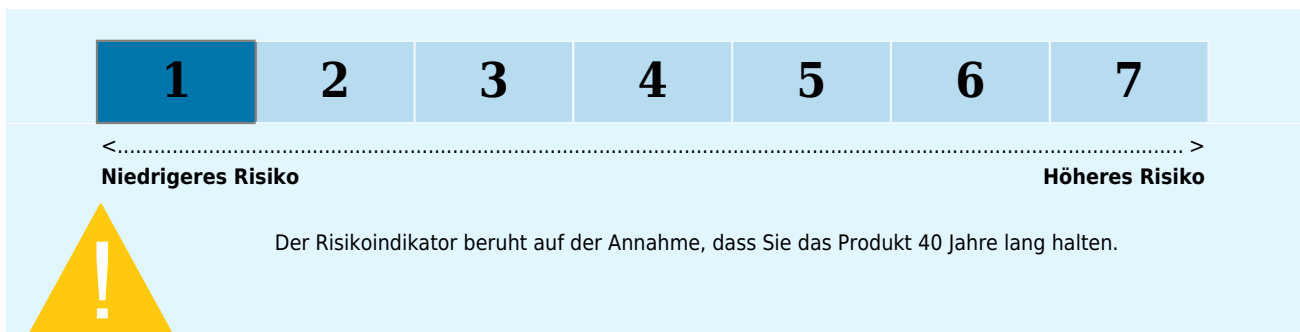 1 2 3 4 5 6 7
<.................................................................................................................................................................................... >
Niedrigeres Risiko Höheres Risiko
!
Der Risikoindikator beruht auf der Annahme, dass Sie das Produkt 40 Jahre lang halten.